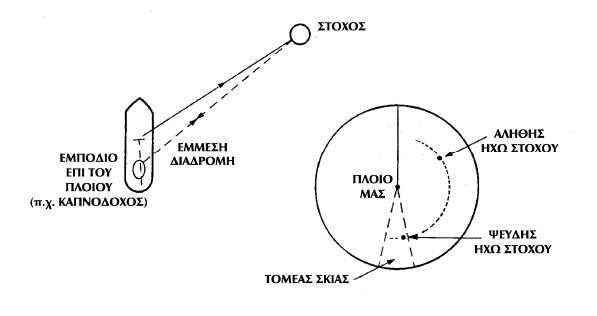 ΣΤΟΧΟΣ
ΕΜΜΕΣΗ
ΔΙΑΔΡΟΜΗ
ΕΜΠΟΔΙΟ
ΕΠΙ ΤΟΥ
ΠΛΟΙΟΥ
(π.χ. ΚΑΠΝΟΔΟΧΟΣ)
ΑΛΗΘΗΣ
ΗΧΩ ΣΤΟΧΟΥ
ΠΛΟΙΟ
ΜΑΣ
ΨΕΥΔΗΣ
ΗΧΩ ΣΤΟΧΟΥ
ΤΟΜΕΑΣ ΣΚΙΑΣ